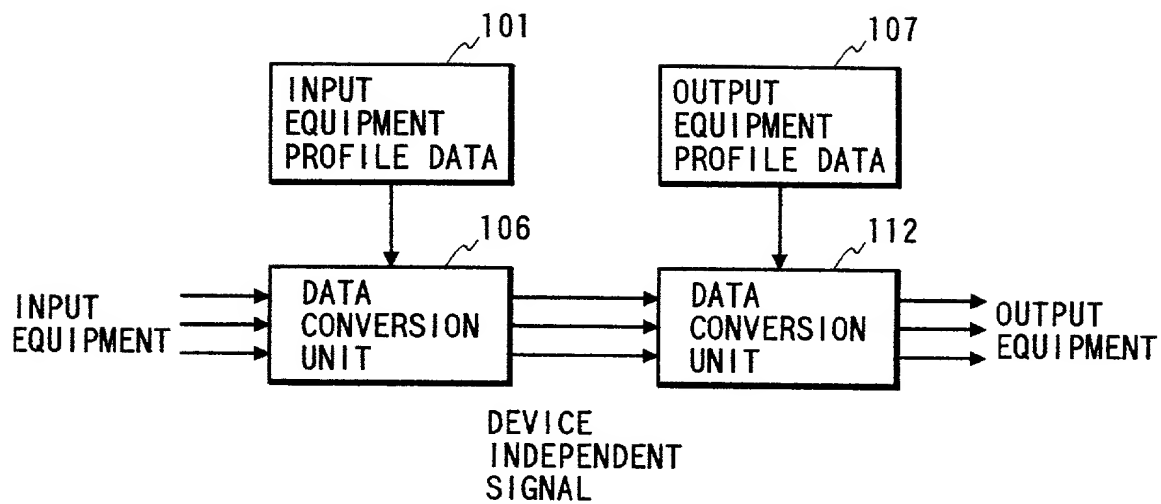 101
107
INPUT
EQUIPMENT
PROFILE DATA
OUTPUT
EQUIPMENT
PROFILE DATA
106
112
INPUT
EQUIPMENT
DATA
CONVERSION
UNIT
DATA
CONVERSION
UNIT
OUTPUT
EQUIPMENT
DEVICE
INDEPENDENT
SIGNAL